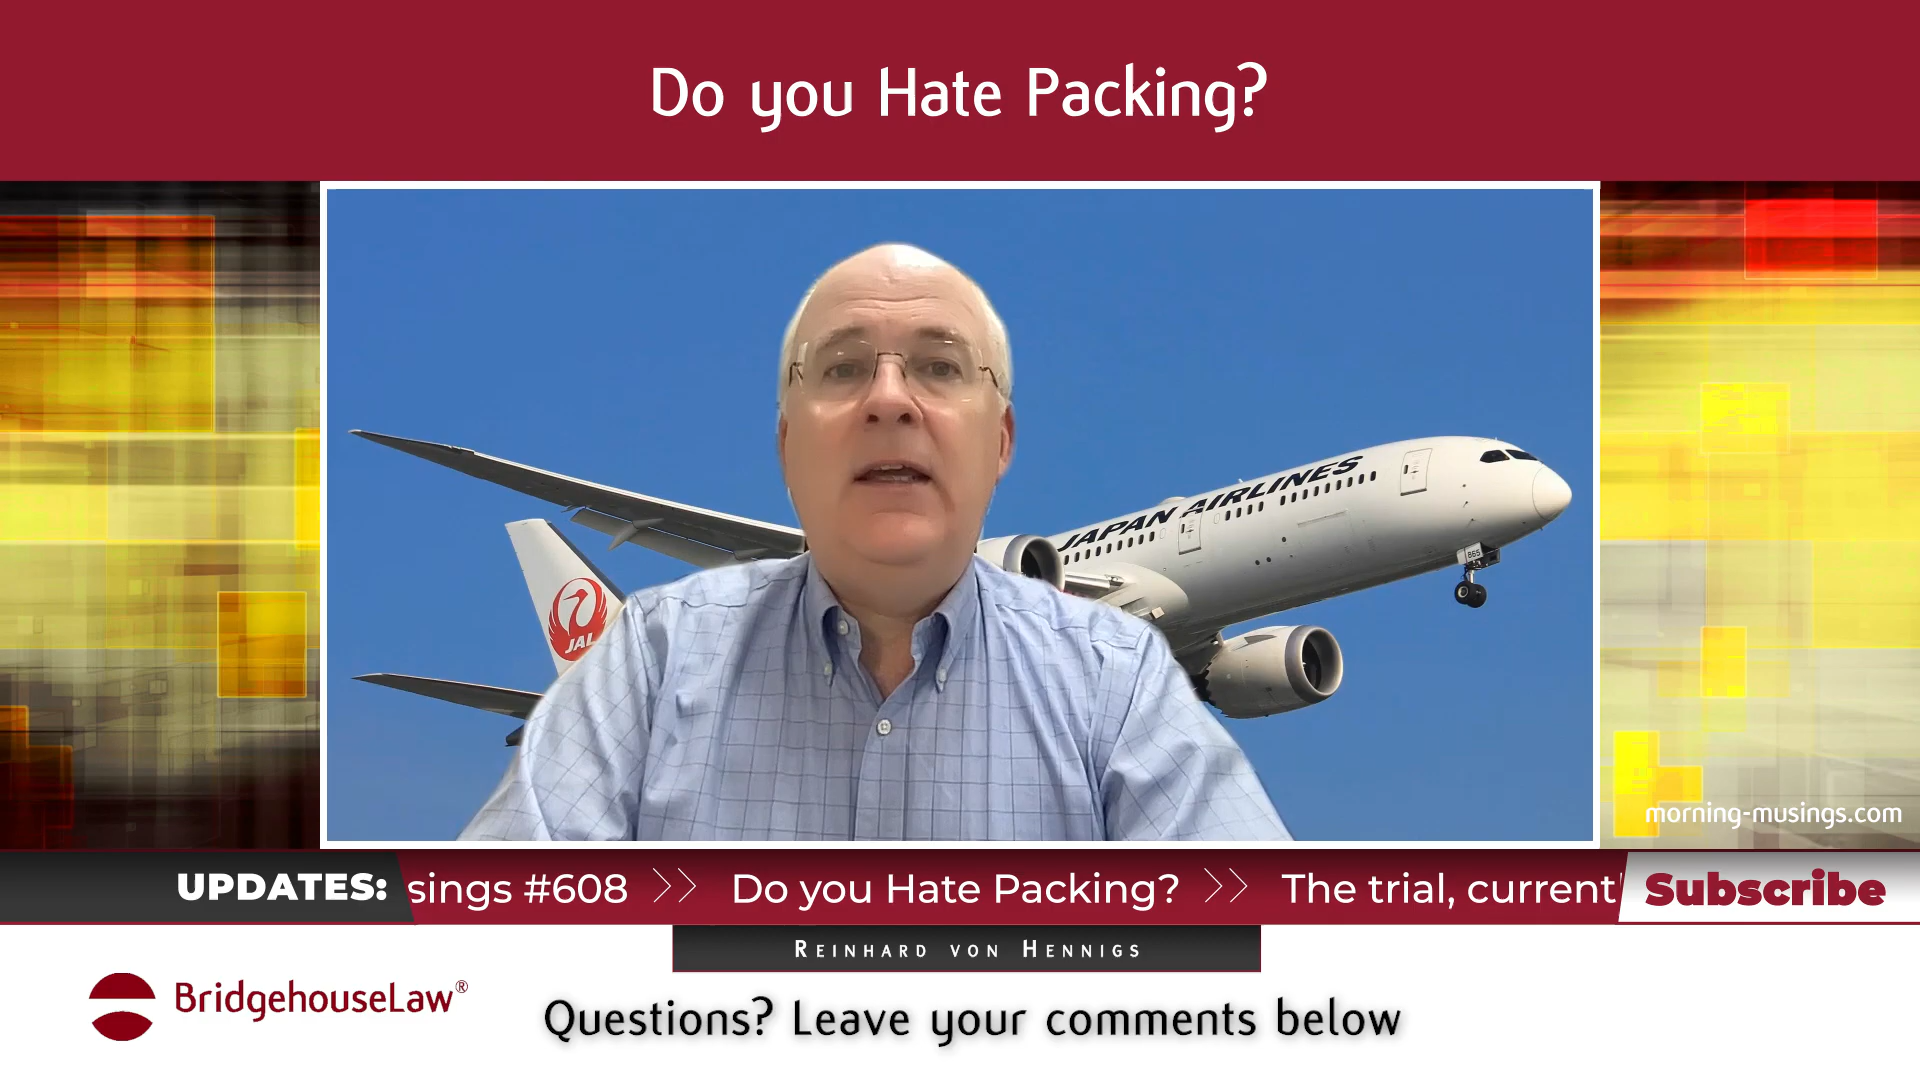 Do you Hate Packing?
JAPAN AIRLINES
865
JAL
morning-musings.com
UPDATES: sings #608 >> Do you Hate Packing? >> The trial, current
Subscribe
REINHARD VON HENNIGS
BridgehouseLaw®
Questions? Leave your comments below